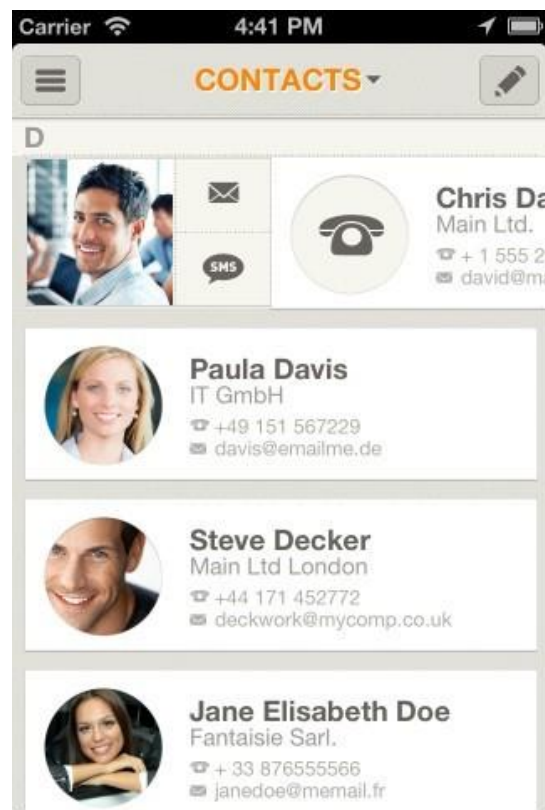 Carrier 4:41 PM
CONTACTS
D
SMS
Chris Da
Main Ltd.
+ 1 555 2
david@ma
Paula Davis
IT GmbH
+49 151 567229
davis@emailme.de
Steve Decker
Main Ltd London
+44 171 452772
deckwork@mycomp.co.uk
Jane Elisabeth Doe
Fantaisie Sarl.
+ 33 876555566
janedoe@memail.fr